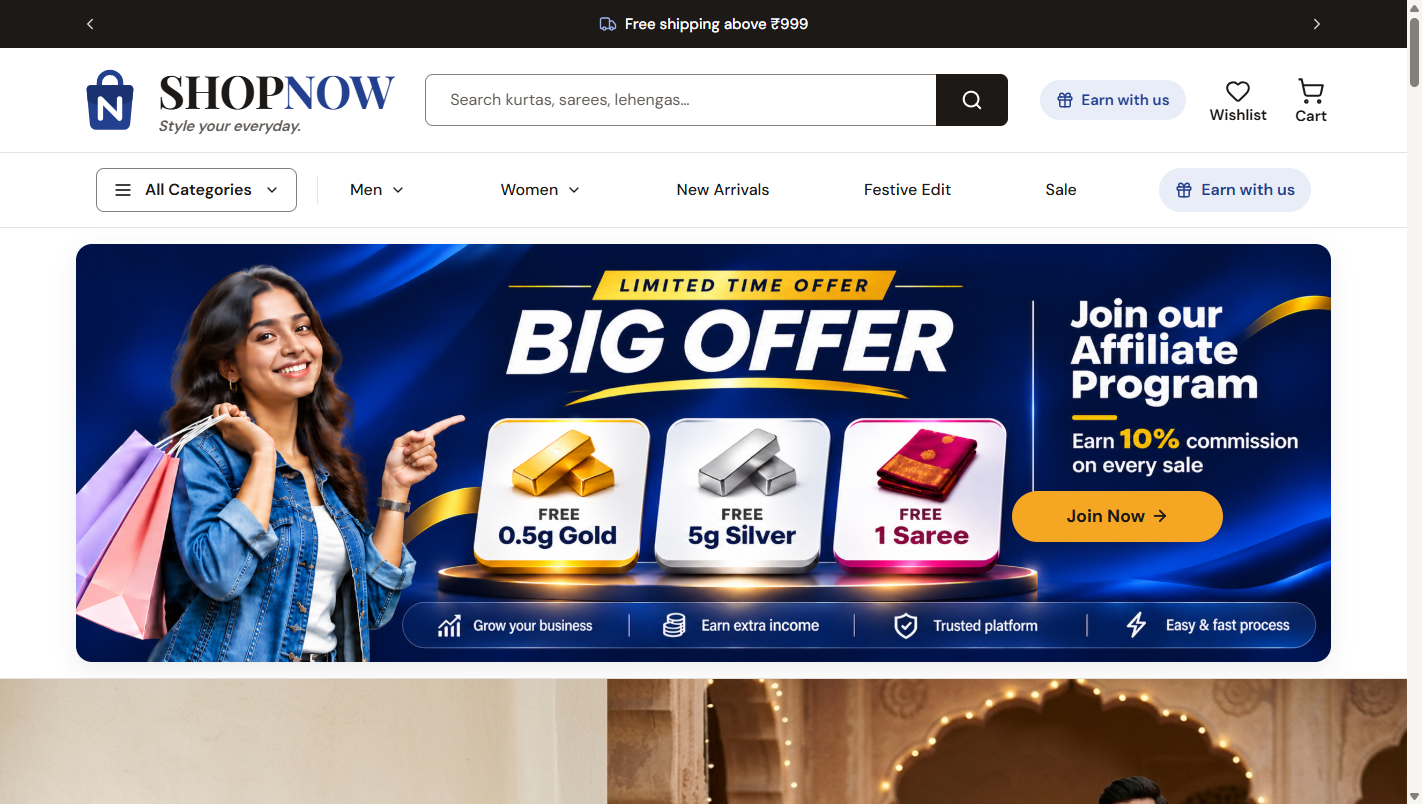 Free shipping above ₹999
N
SHOPNOW
Style your everyday.
Search kurtas, sarees, lehengas...
Earn with us
Wishlist
Cart
All Categories
Men
Women
New Arrivals
Festive Edit
Sale
Earn with us
LIMITED TIME OFFER
BIG OFFER
FREE
0.5g Gold
FREE
5g Silver
FREE
1 Saree
Join our
Affiliate
Program
Earn 10% commission
on every sale
Join Now →
Grow your business
Earn extra income
Trusted platform
Easy & fast process